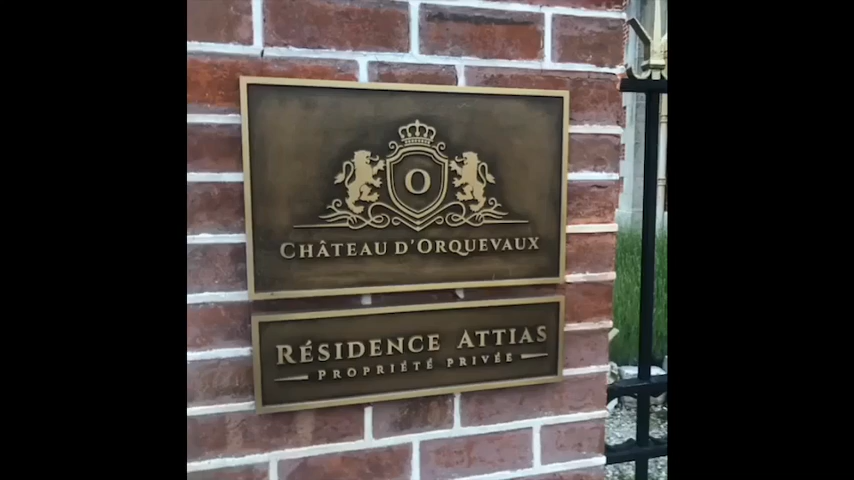 O
CHÂTEAU D'ORQUEVAUX
RÉSIDENCE ATTIAS
PROPRIÉTÉ PRIVÉE